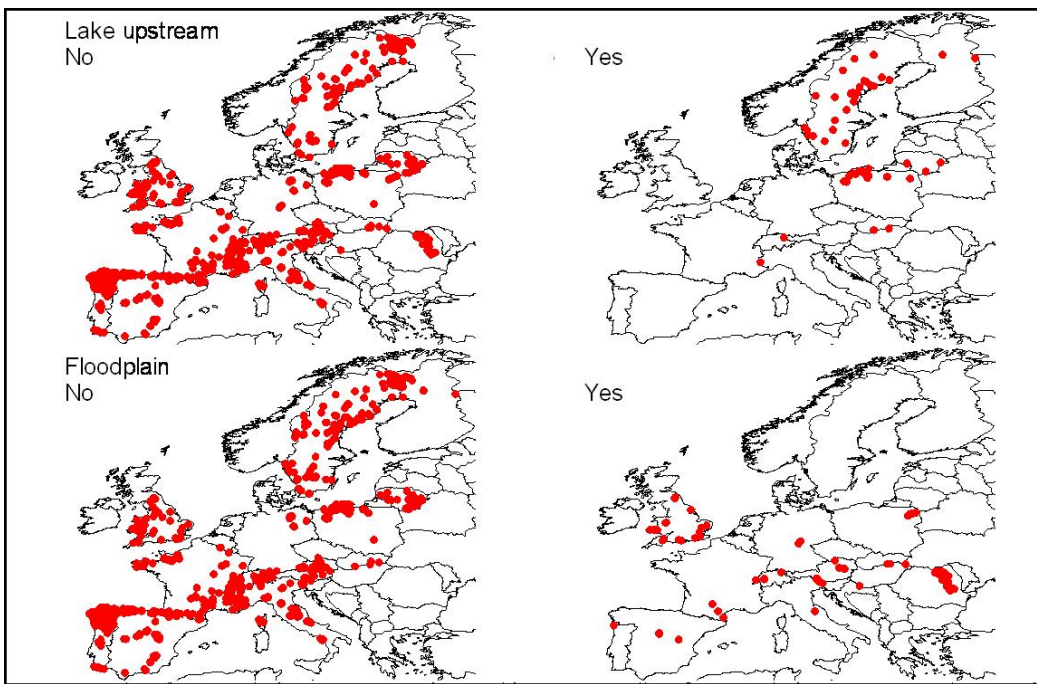 Lake upstream
No
Yes
Floodplain
No
Yes